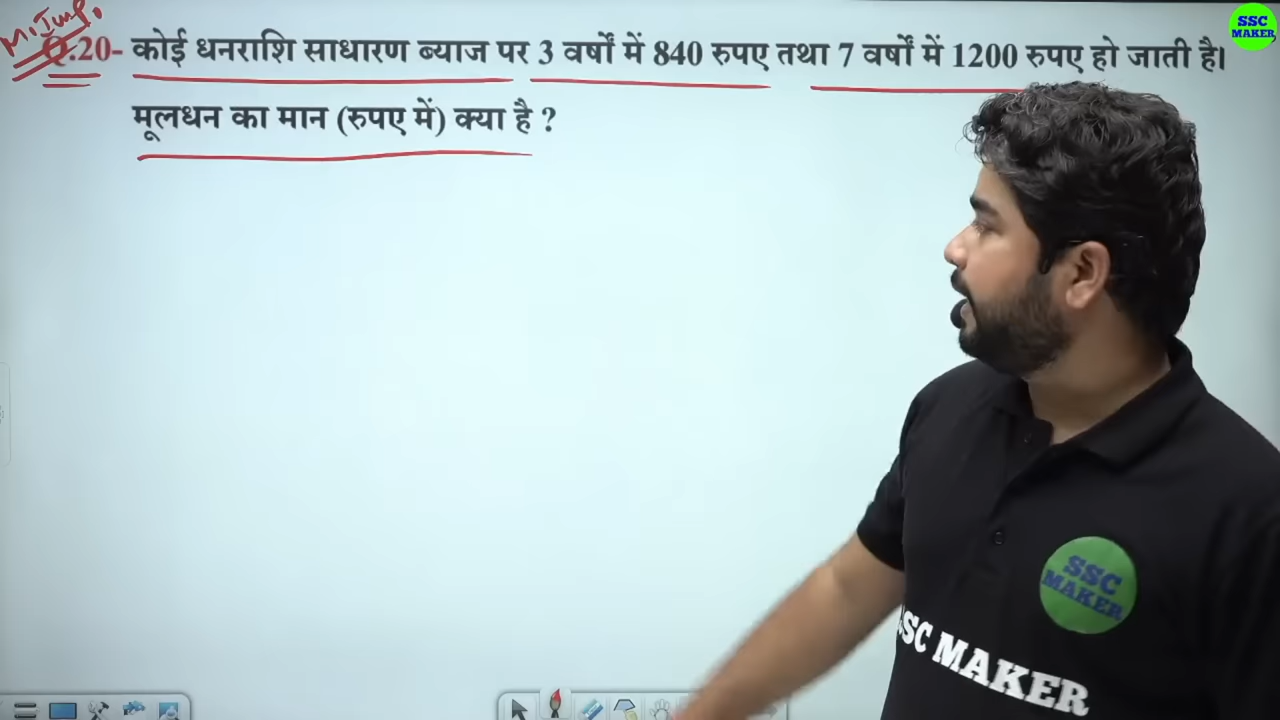 M.Imp.
Q.20- कोई धनराशि साधारण ब्याज पर 3 वर्षों में 840 रुपए तथा 7 वर्षों में 1200 रुपए हो जाती है।
मूलधन का मान (रुपए में) क्या है ?
SSC
MAKER
SSC
MAKER
SC MAKER